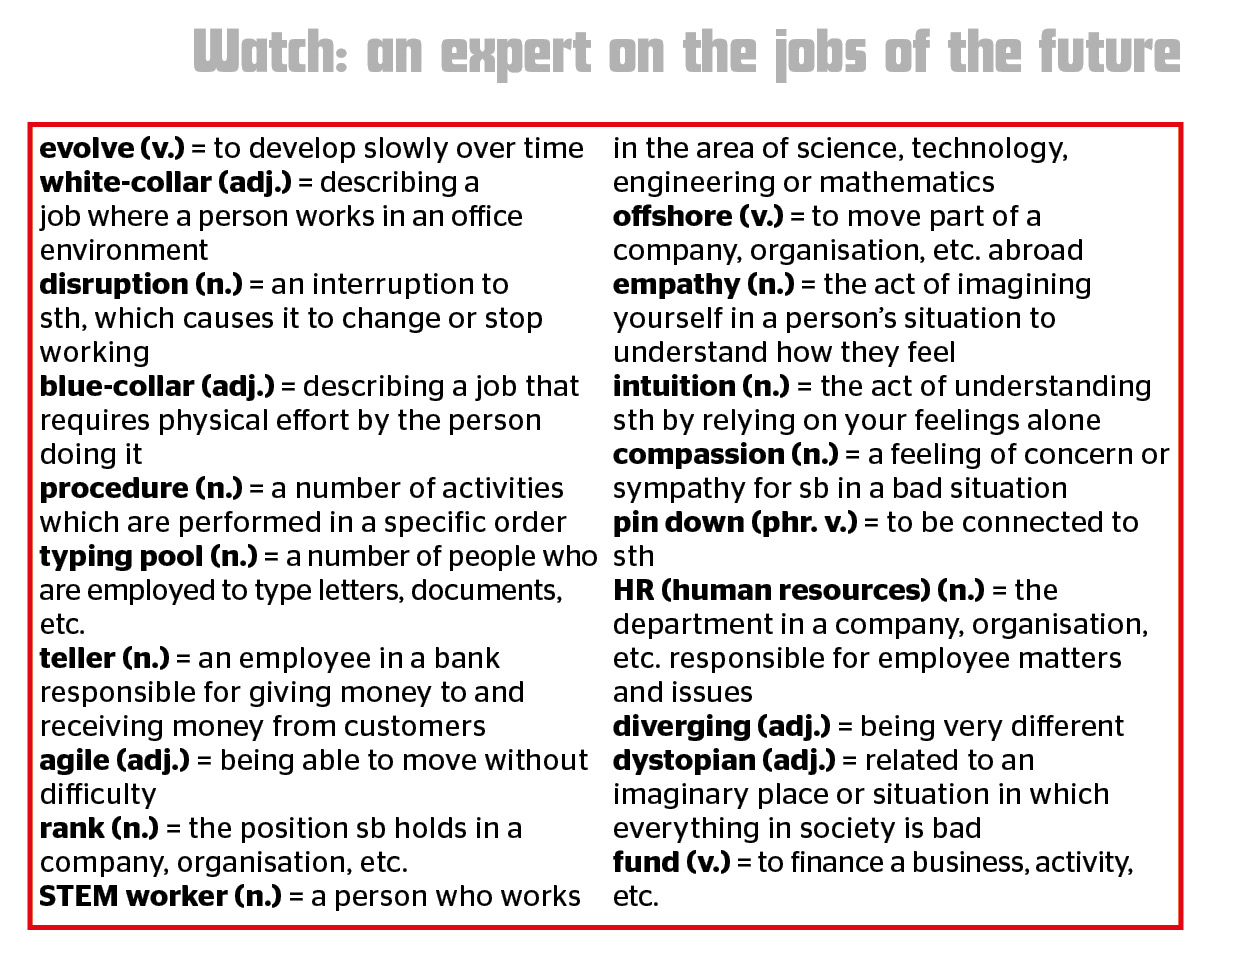 Watch: an expert on the jobs of the future
evolve (v.) = to develop slowly over time
white-collar (adj.) = describing a
job where a person works in an office
environment
disruption (n.) = an interruption to
sth, which causes it to change or stop
working
blue-collar (adj.) = describing a job that
requires physical effort by the person
doing it
procedure (n.) = a number of activities
which are performed in a specific order
typing pool (n.) = a number of people who
are employed to type letters, documents,
etc.
teller (n.) = an employee in a bank
responsible for giving money to and
receiving money from customers
agile (adj.) = being able to move without
difficulty
rank (n.) = the position sb holds in a
company, organisation, etc.
STEM worker (n.) = a person who works
in the area of science, technology,
engineering or mathematics
offshore (v.) = to move part of a
company, organisation, etc. abroad
empathy (n.) = the act of imagining
yourself in a person's situation to
understand how they feel
intuition (n.) = the act of understanding
sth by relying on your feelings alone
compassion (n.) = a feeling of concern or
sympathy for sb in a bad situation
pin down (phr. v.) = to be connected to
sth
HR (human resources) (n.) = the
department in a company, organisation,
etc. responsible for employee matters
and issues
diverging (adj.) = being very different
dystopian (adj.) = related to an
imaginary place or situation in which
everything in society is bad
fund (v.) = to finance a business, activity,
etc.